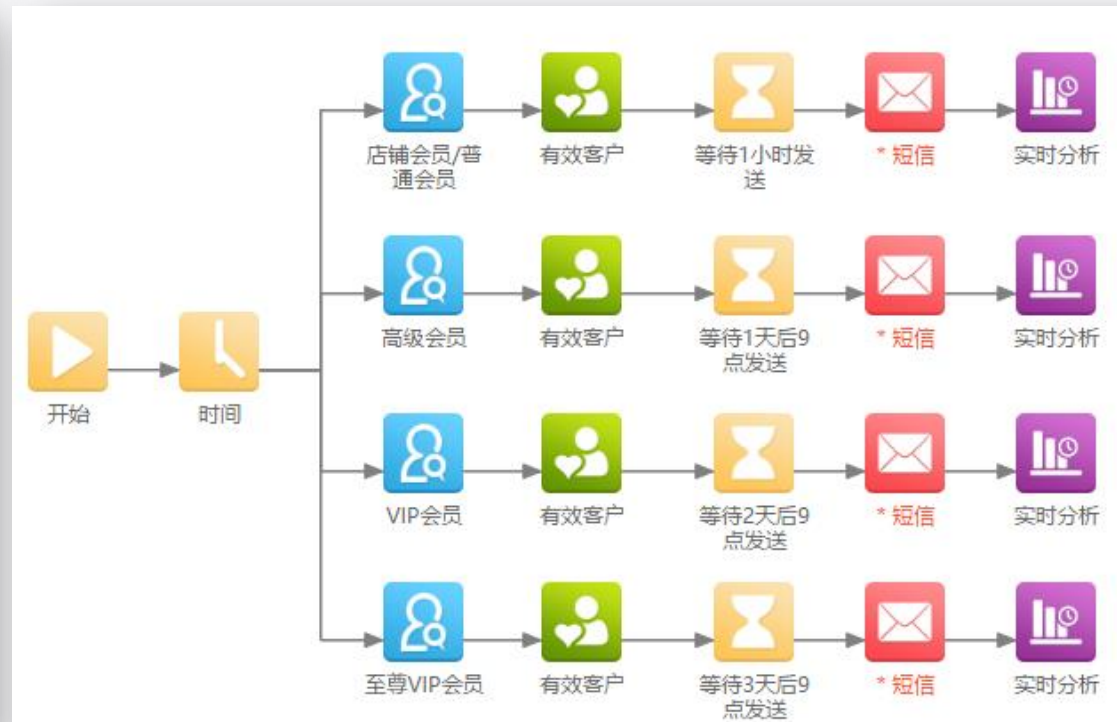 店铺会员/普
通会员
有效客户
等待1小时发
送
* 短信
实时分析
高级会员
有效客户
等待1天后9
点发送
* 短信
实时分析
开始
时间
VIP会员
有效客户
等待2天后9
点发送
* 短信
实时分析
至尊VIP会员
有效客户
等待3天后9
点发送
* 短信
实时分析